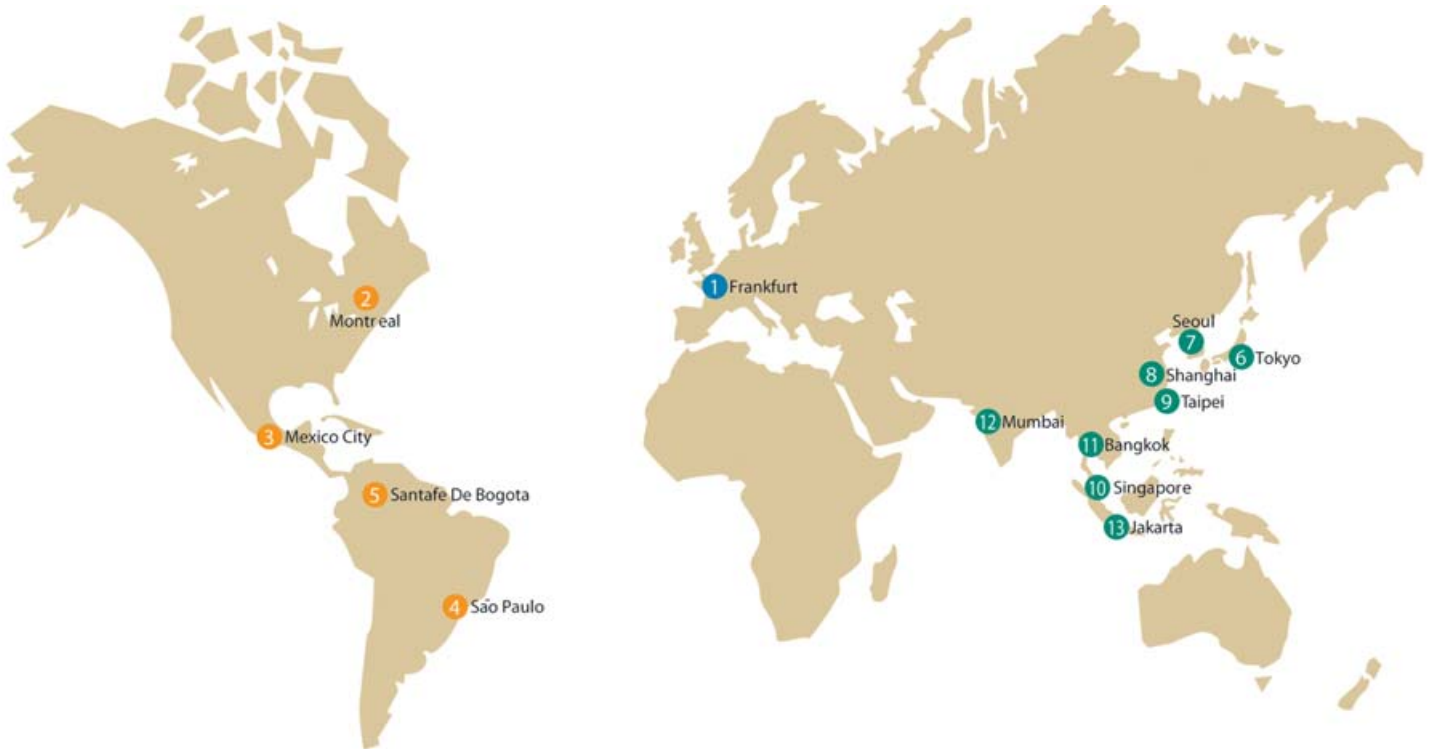 1 Frankfurt
2
Montreal
Seoul
7
6 Tokyo
8 Shanghai
9 Taipei
12 Mumbai
3 Mexico City
11 Bangkok
10 Singapore
5 Santafe De Bogota
13 Jakarta
4 São Paulo